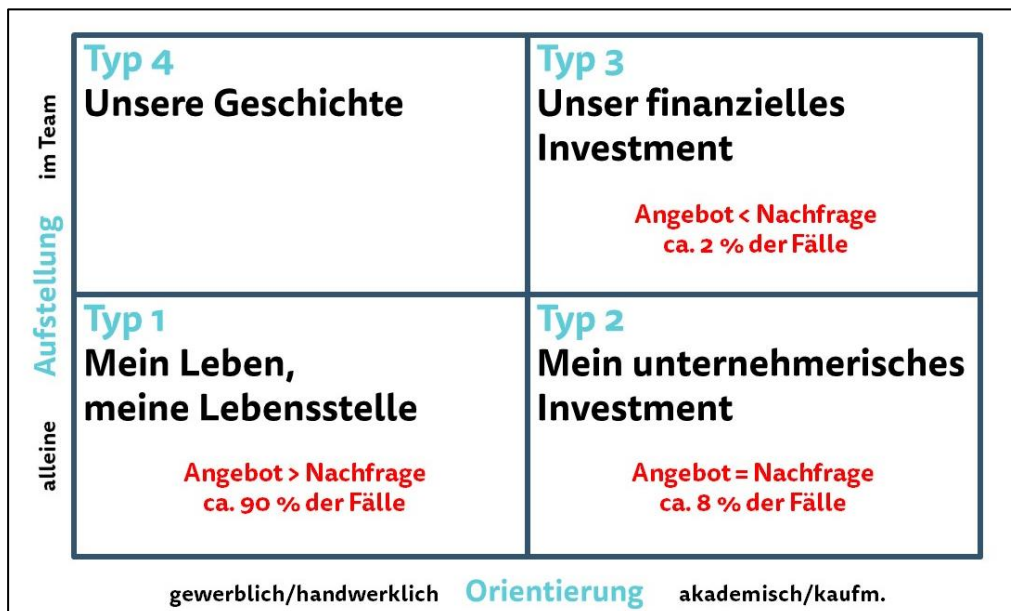 Typ 4
Unsere Geschichte
Typ 3
Unser finanzielles
Investment
Angebot < Nachfrage
ca. 2 % der Fälle
Typ 1
Mein Leben,
meine Lebensstelle
Angebot > Nachfrage
ca. 90 % der Fälle
Typ 2
Mein unternehmerisches
Investment
Angebot = Nachfrage
ca. 8 % der Fälle
im Team
Aufstellung
alleine
gewerblich/handwerklich Orientierung akademisch/kaufm.